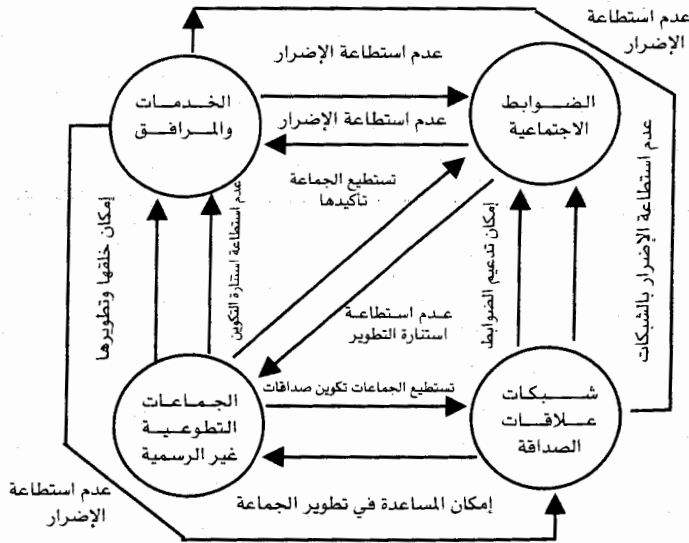 عدم استطاعة
الإضرار
عدم استطاعة الإضرار
الضوابط
الاجتماعية
الخدمات
والمرافق
عدم استطاعة الإضرار
تستطيع الجماعة
تأكيدها
عدم استطاعة الإضرار بالشبكات
إمكان تدعيم الضوابط
عدم استطاعة استثارة التكوين
إمكان خلقها وتطويرها
عدم استطاعة
استثارة التطوير
تستطيع الجماعات تكوين صداقات
شبكات
علاقات
الصداقة
الجماعات
التطوعية
غير الرسمية
إمكان المساعدة في تطوير الجماعة
عدم استطاعة
الإضرار